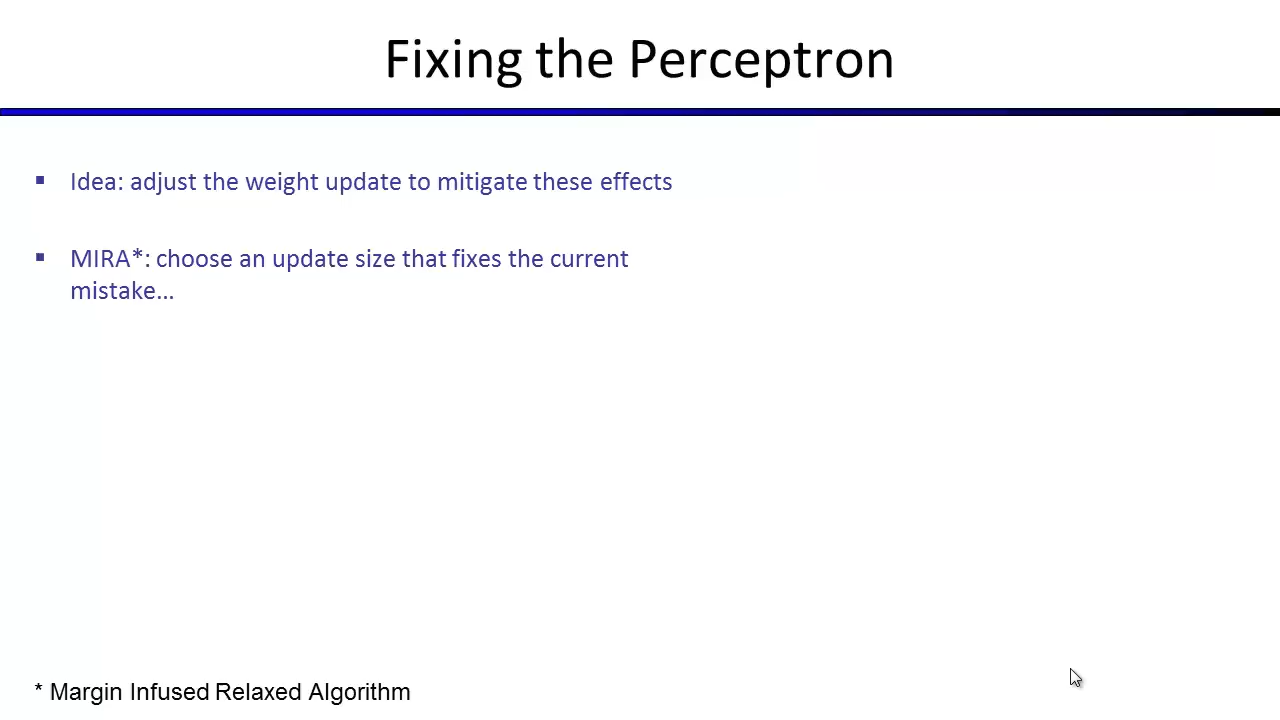 Fixing the Perceptron
▪ Idea: adjust the weight update to mitigate these effects
▪ MIRA*: choose an update size that fixes the current
mistake…
* Margin Infused Relaxed Algorithm